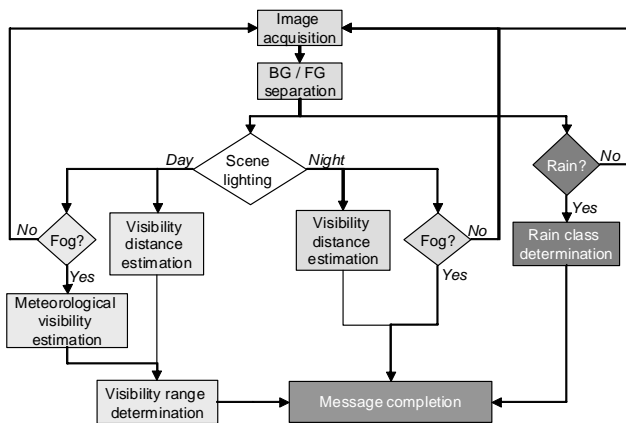 Image
acquisition
BG / FG
separation
Day
Scene
lighting
Night
Rain?
No
No
Fog?
Yes
Visibility
distance
estimation
Visibility
distance
estimation
Fog?
No
Yes
Yes
Rain class
determination
Meteorological
visibility
estimation
Visibility range
determination
Message completion